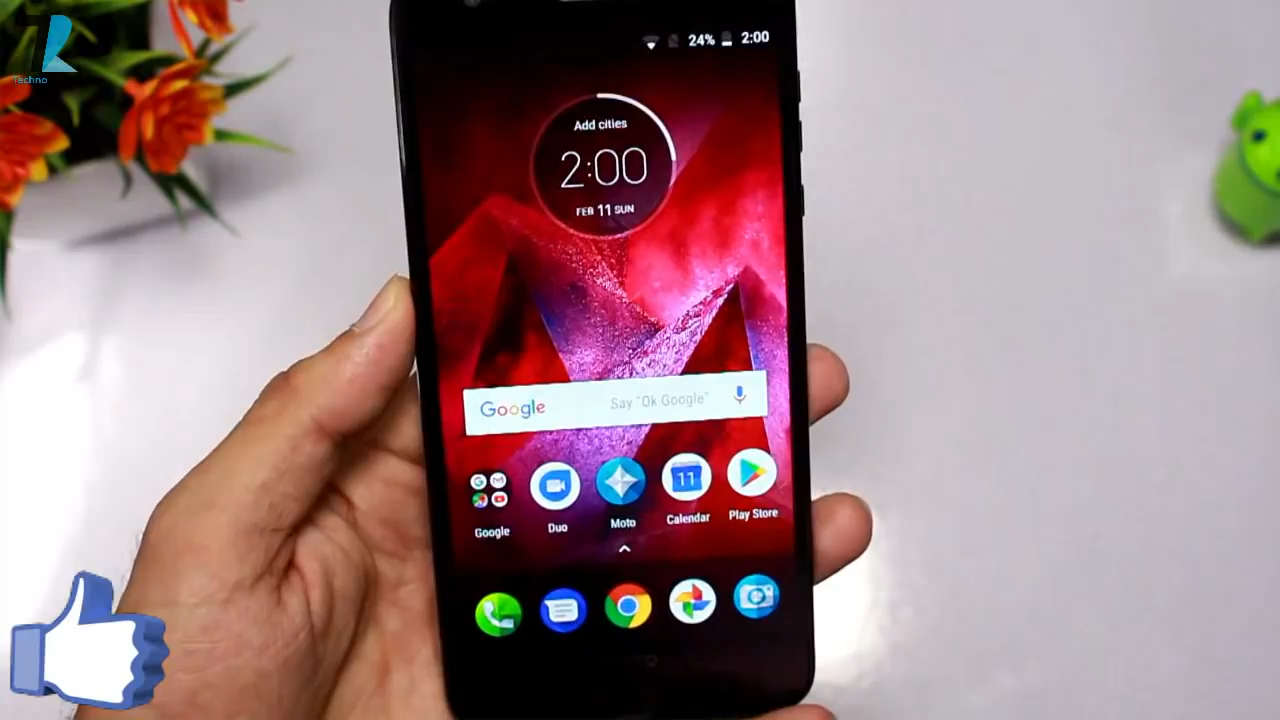 Techno
24% 2:00
Add cities
2:00
FEB 11 SUN
Google Say "Ok Google"
11
Google Duo Moto Calendar Play Store